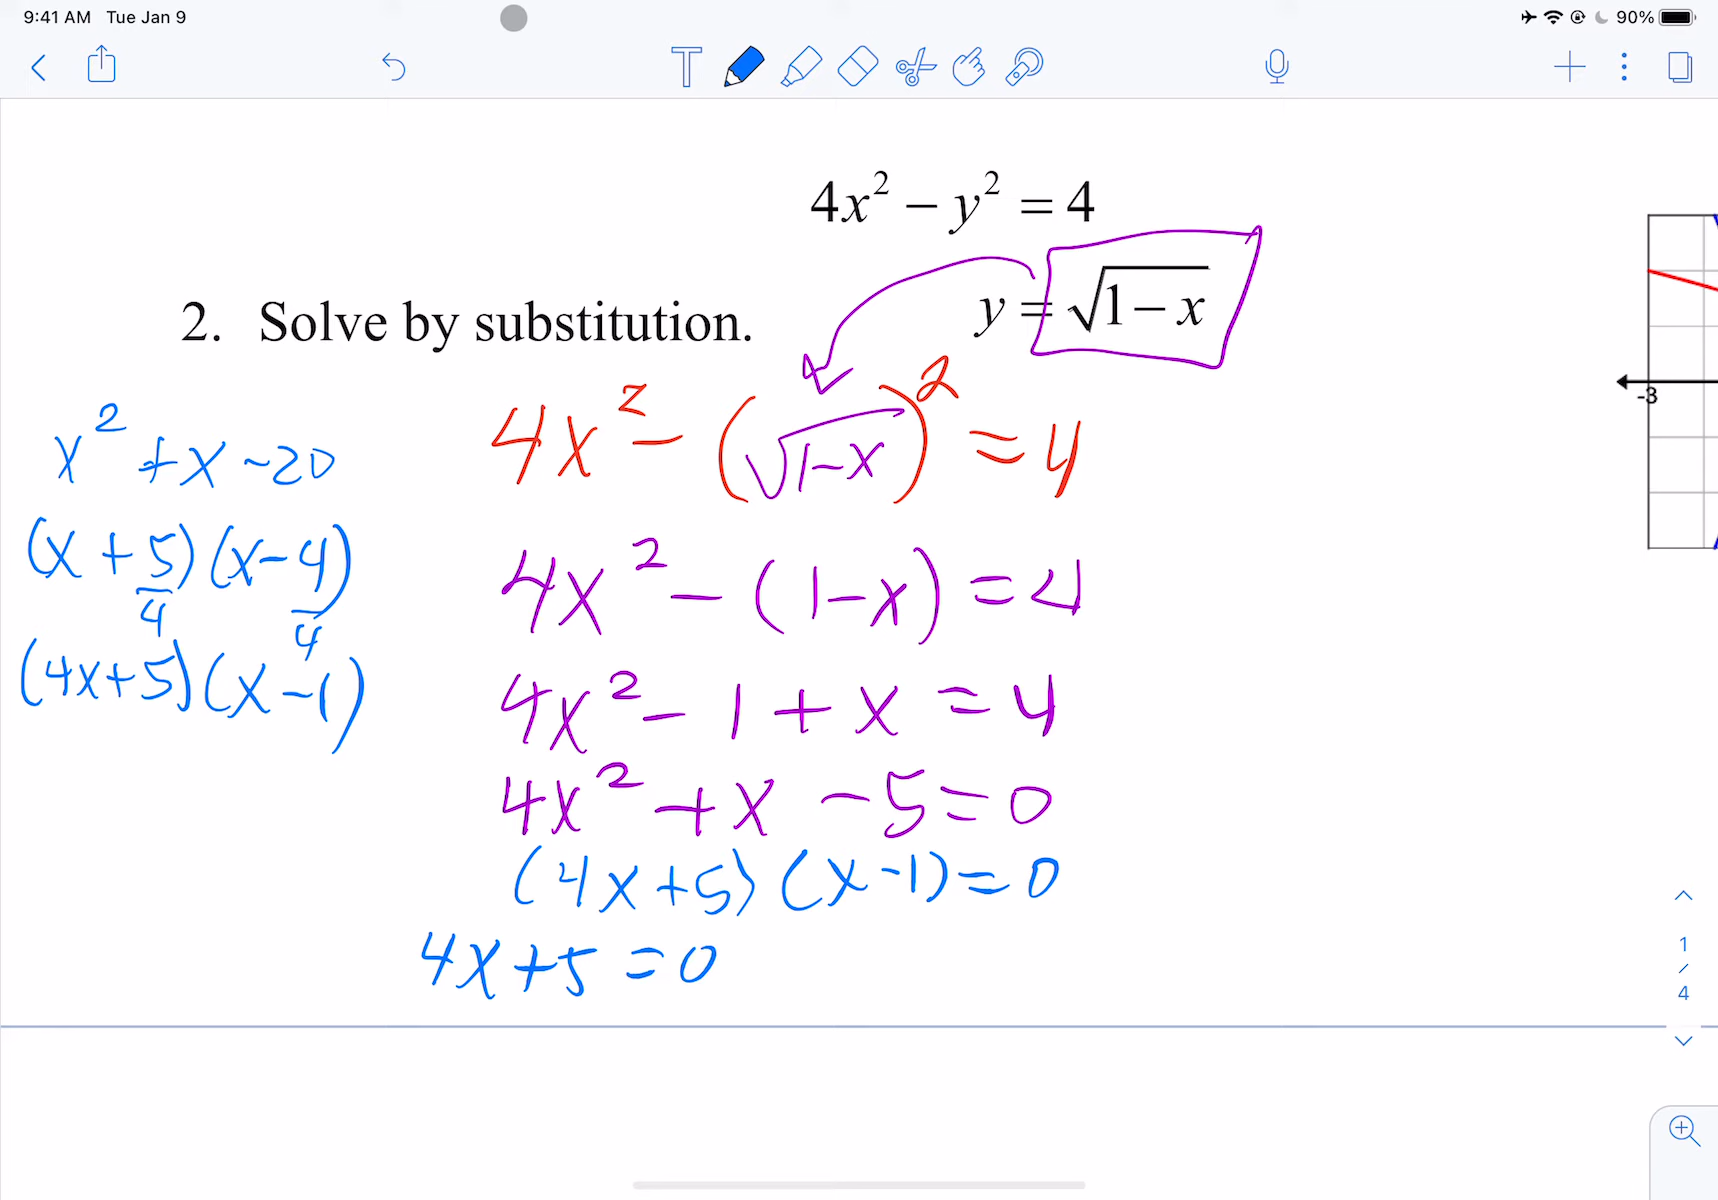 9:41 AM Tue Jan 9
90%
4x² − y² = 4
y = √(1 − x)
2. Solve by substitution.
-3
4x² − (√(1−x))² = 4
x² + x − 20
(x + 5)(x − 4)
4 4
(4x+5)(x − 1)
4x² − (1−x) = 4
4x² − 1 + x = 4
4x² + x − 5 = 0
(4x+5)(x−1) = 0
4x + 5 = 0
1
/
4